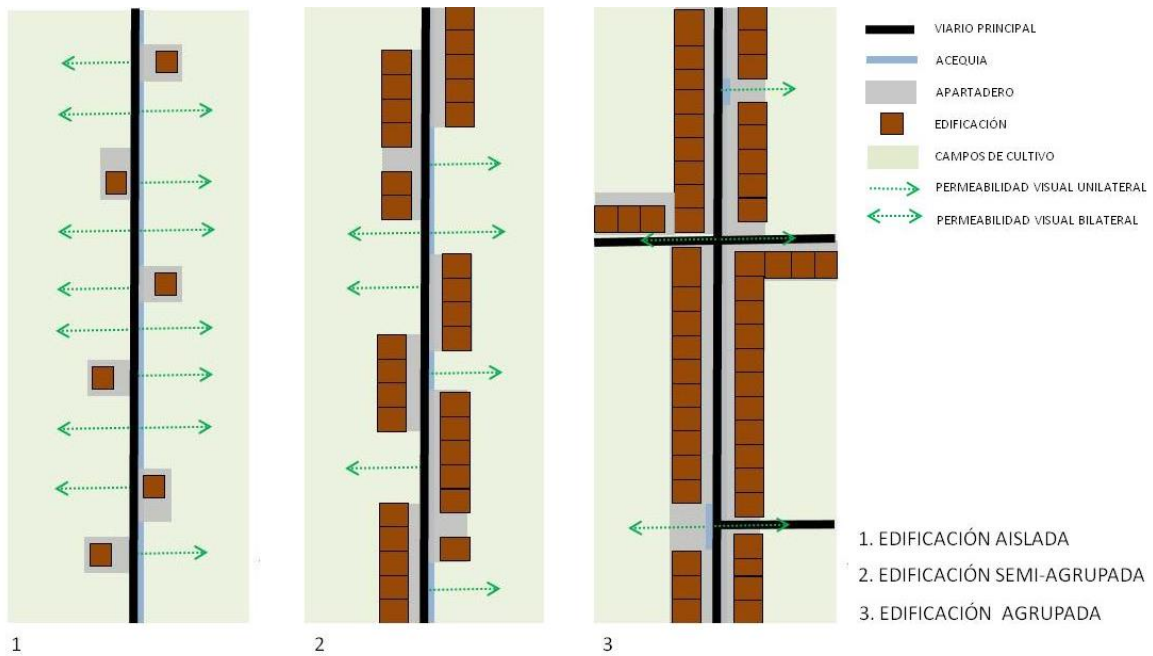 VIARIO PRINCIPAL
ACEQUIA
APARTADERO
EDIFICACIÓN
CAMPOS DE CULTIVO
PERMEABILIDAD VISUAL UNILATERAL
PERMEABILIDAD VISUAL BILATERAL
1. EDIFICACIÓN AISLADA
2. EDIFICACIÓN SEMI-AGRUPADA
3. EDIFICACIÓN AGRUPADA
1
2
3